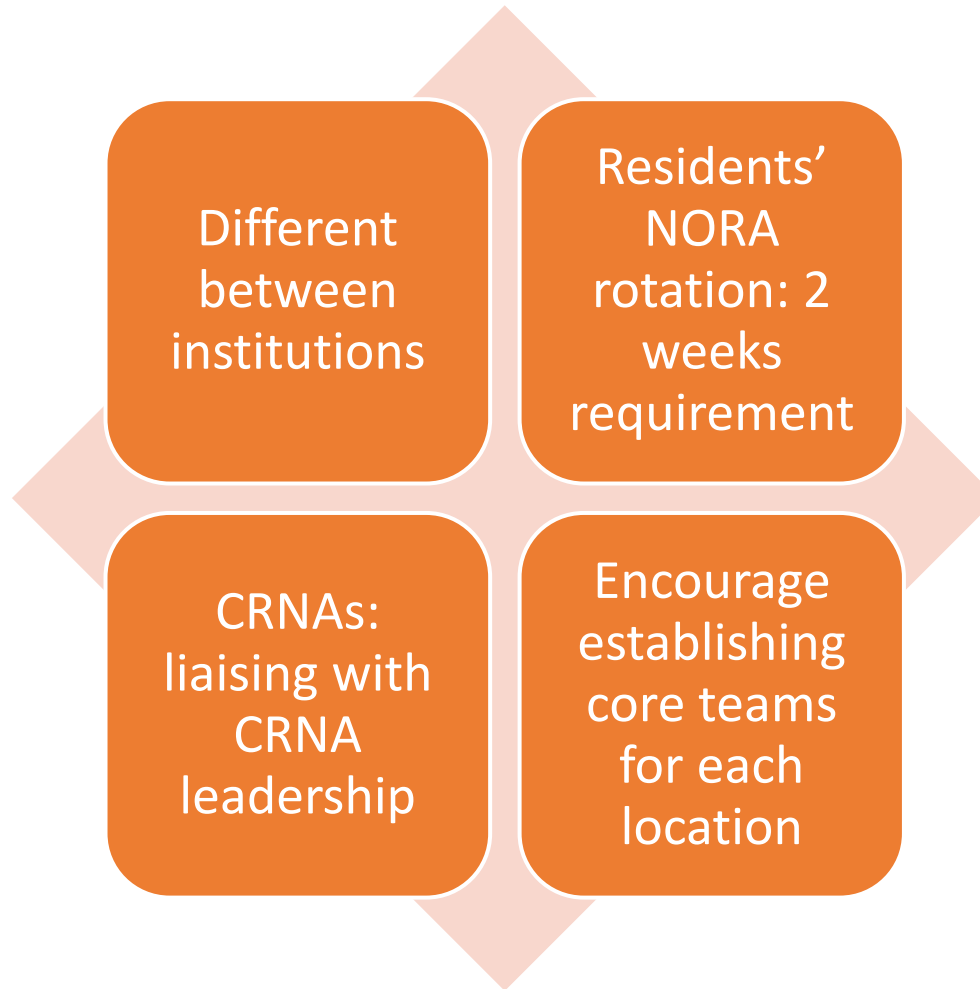 Different
between
institutions
Residents’
NORA
rotation: 2
weeks
requirement
CRNAs:
liaising with
CRNA
leadership
Encourage
establishing
core teams
for each
location